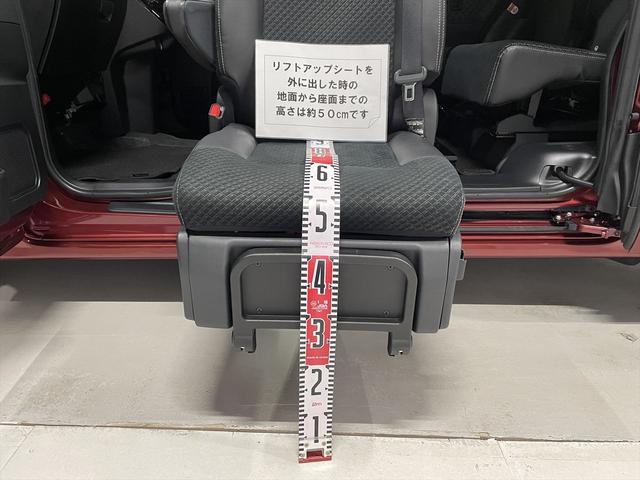 リフトアップシートを
外に出した時の
地面から座面までの
高さは約50cmです
6
5
4
3
2
1